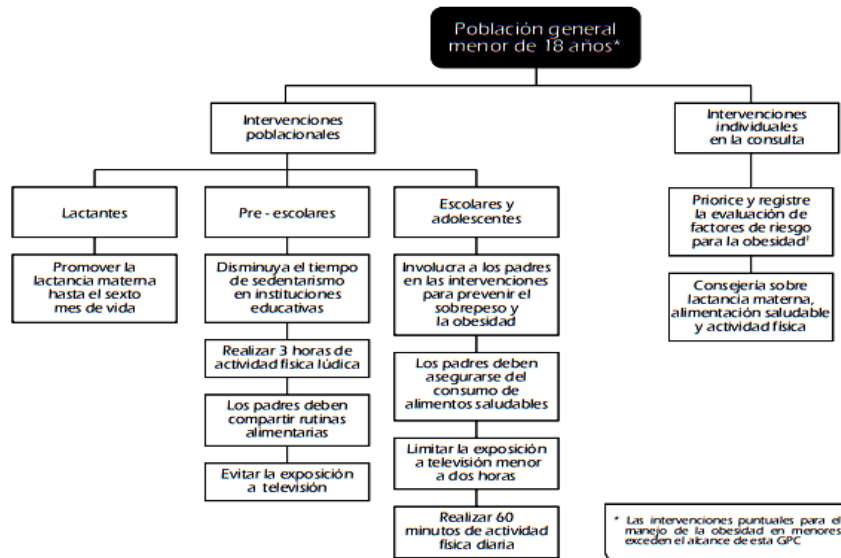 Población general
menor de 18 años*
Intervenciones
poblacionales
Intervenciones
individuales
en la consulta
Lactantes
Pre - escolares
Escolares y
adolescentes
Priorice y registre
la evaluación de
factores de riesgo
para la obesidad†
Promover la
lactancia materna
hasta el sexto
mes de vida
Disminuya el tiempo
de sedentarismo
en instituciones
educativas
Involucra a los padres
en las intervenciones
para prevenir el
sobrepeso y
la obesidad
Consejería sobre
lactancia materna,
alimentación saludable
y actividad física
Realizar 3 horas de
actividad física lúdica
Los padres deben
asegurarse del
consumo de
alimentos saludables
Los padres deben
compartir rutinas
alimentarias
Limitar la exposición
a televisión menor
a dos horas
Evitar la exposición
a televisión
Realizar 60
minutos de actividad
física diaria
* Las intervenciones puntuales para el
manejo de la obesidad en menores
exceden el alcance de esta GPC